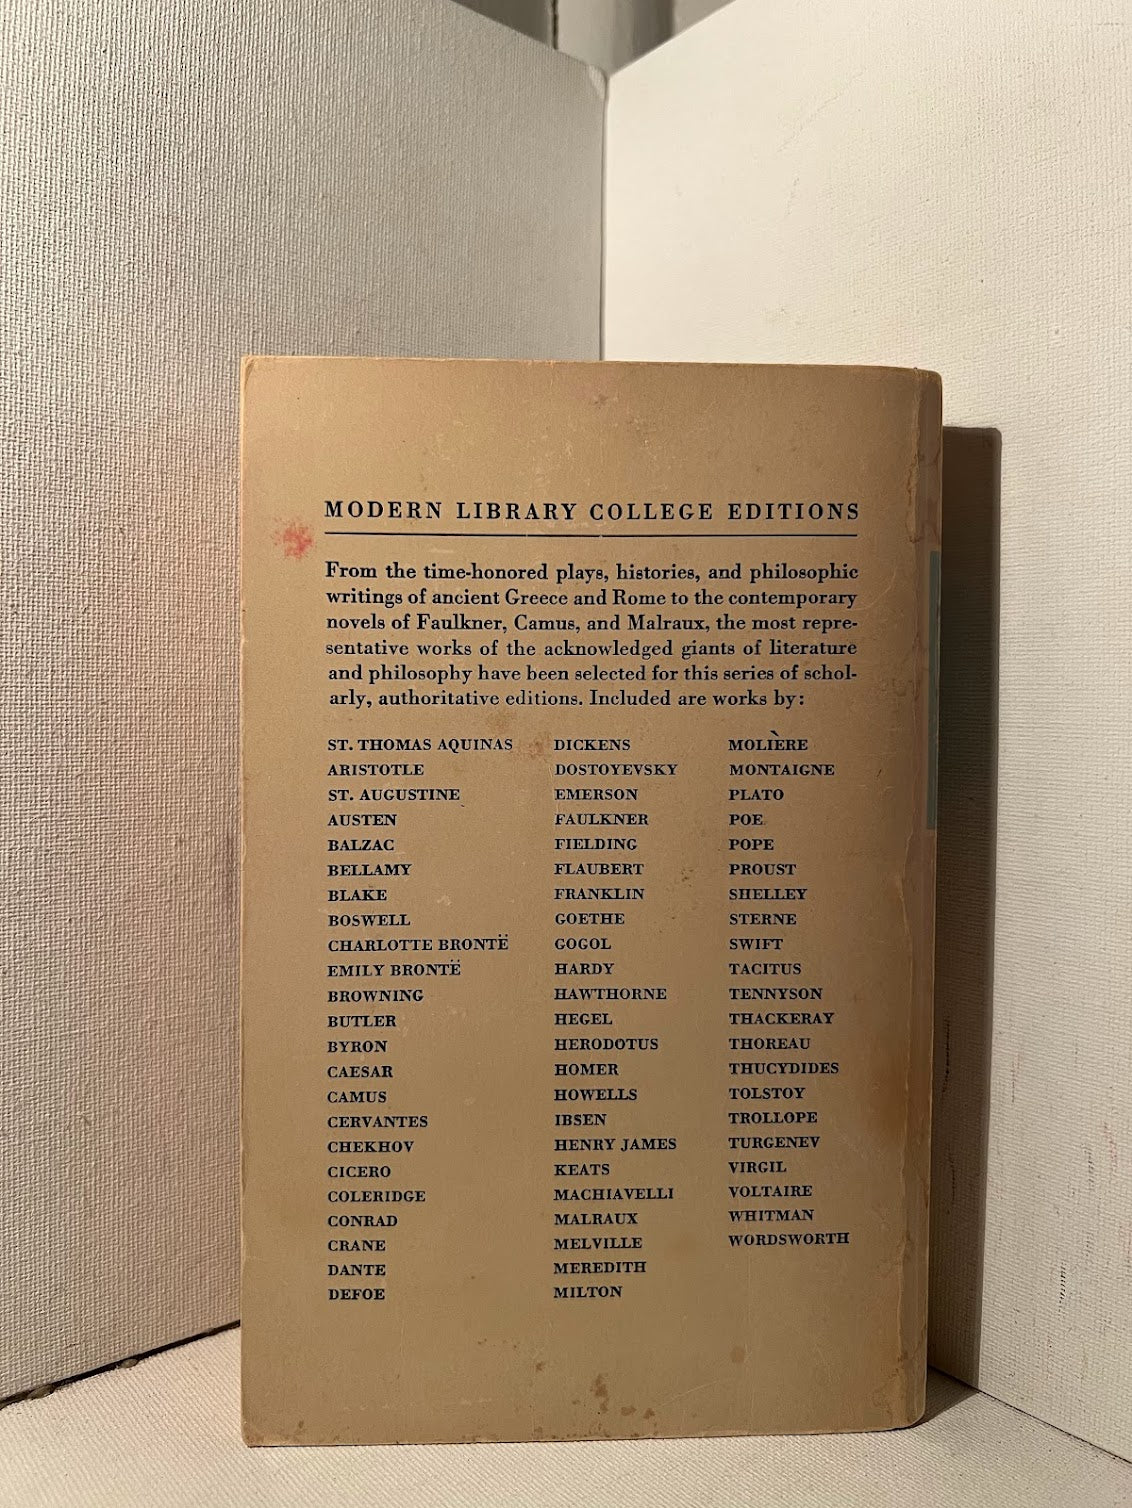 MODERN LIBRARY COLLEGE EDITIONS
From the time-honored plays, histories, and philosophic
writings of ancient Greece and Rome to the contemporary
novels of Faulkner, Camus, and Malraux, the most repre-
sentative works of the acknowledged giants of literature
and philosophy have been selected for this series of schol-
arly, authoritative editions. Included are works by:
ST. THOMAS AQUINAS
ARISTOTLE
ST. AUGUSTINE
AUSTEN
BALZAC
BELLAMY
BLAKE
BOSWELL
CHARLOTTE BRONTË
EMILY BRONTË
BROWNING
BUTLER
BYRON
CAESAR
CAMUS
CERVANTES
CHEKHOV
CICERO
COLERIDGE
CONRAD
CRANE
DANTE
DEFOE
DICKENS
DOSTOYEVSKY
EMERSON
FAULKNER
FIELDING
FLAUBERT
FRANKLIN
GOETHE
GOGOL
HARDY
HAWTHORNE
HEGEL
HERODOTUS
HOMER
HOWELLS
IBSEN
HENRY JAMES
KEATS
MACHIAVELLI
MALRAUX
MELVILLE
MEREDITH
MILTON
MOLIÈRE
MONTAIGNE
PLATO
POE
POPE
PROUST
SHELLEY
STERNE
SWIFT
TACITUS
TENNYSON
THACKERAY
THOREAU
THUCYDIDES
TOLSTOY
TROLLOPE
TURGENEV
VIRGIL
VOLTAIRE
WHITMAN
WORDSWORTH